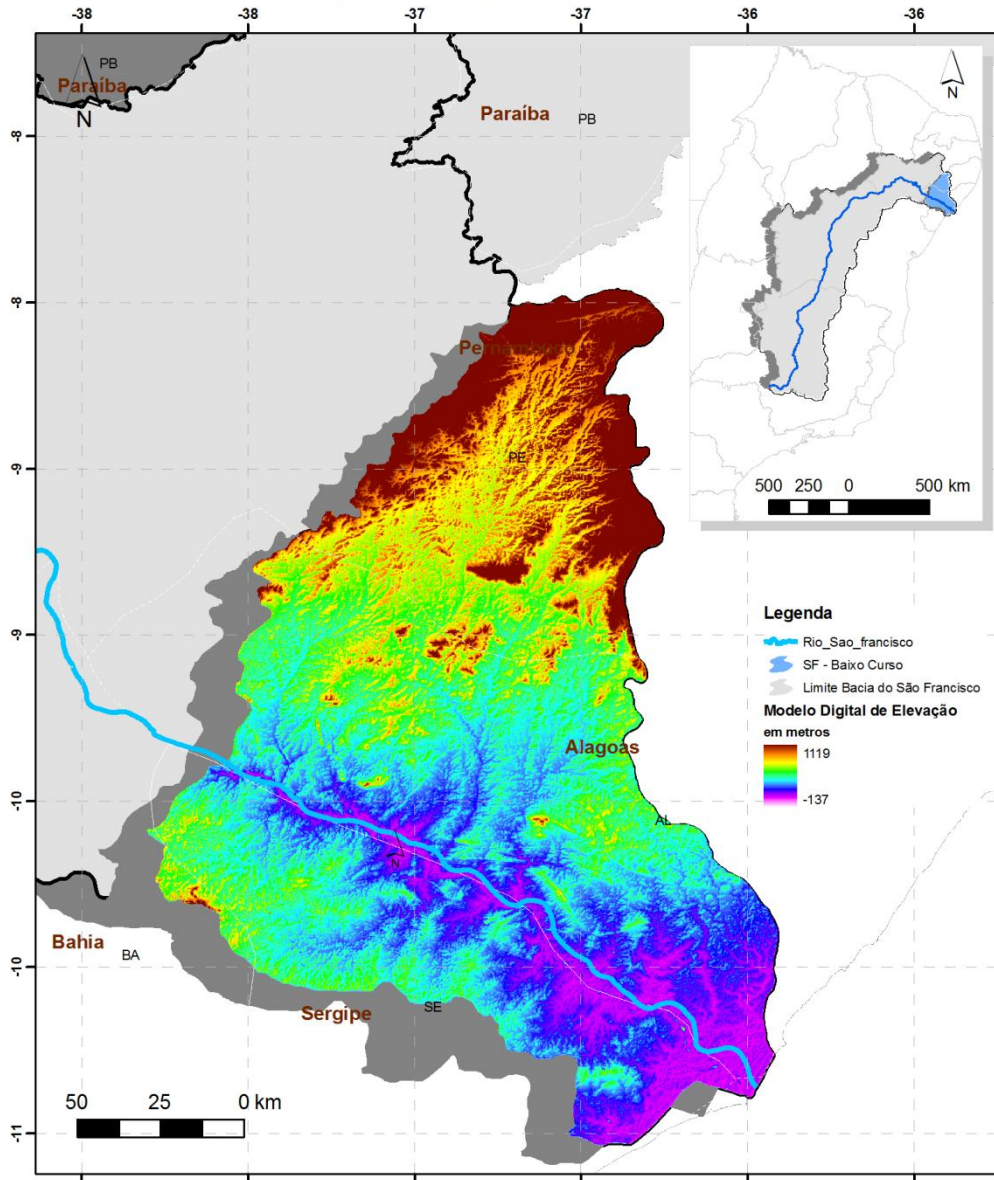 -38 -38 -37 -37 -36 -36
PB
Paraíba
N
Paraíba
PB
N
500 250 0 500 km
-8
-8
-9
-9
-10
-10
-11
Pernambuco
PE
Legenda
Rio_Sao_francisco
SF - Baixo Curso
Limite Bacia do São Francisco
Modelo Digital de Elevação
em metros
1119
-137
Alagoas
AL
N
Bahia
BA
Sergipe
SE
50 25 0 km